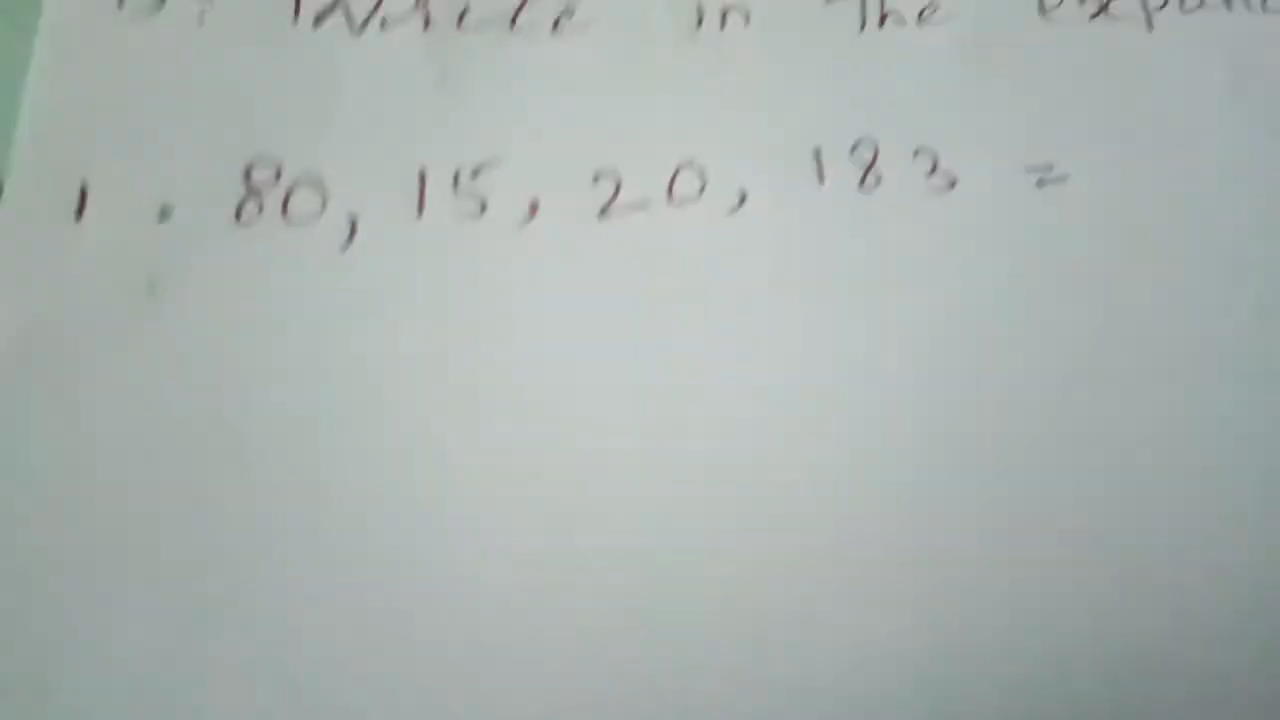 Write in The
1. 80, 15, 20, 183 =